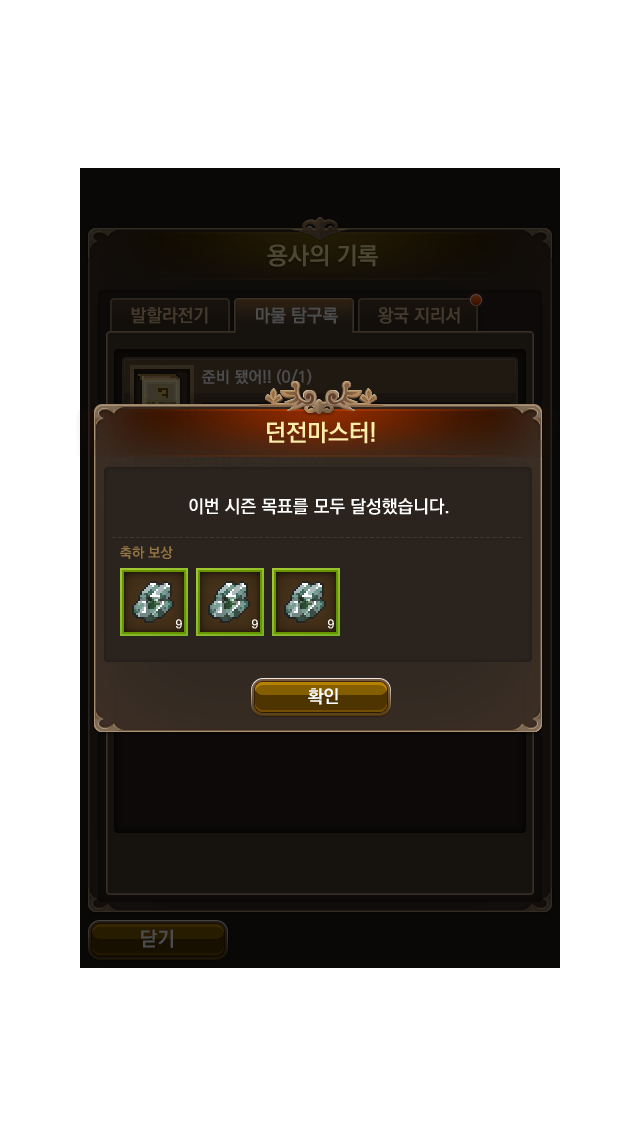 용사의 기록
발할라전기 마물 탐구록 왕국 지리서
준비 됐어!! (0/1)
던전마스터!
이번 시즌 목표를 모두 달성했습니다.
축하 보상
9 9 9
확인
닫기